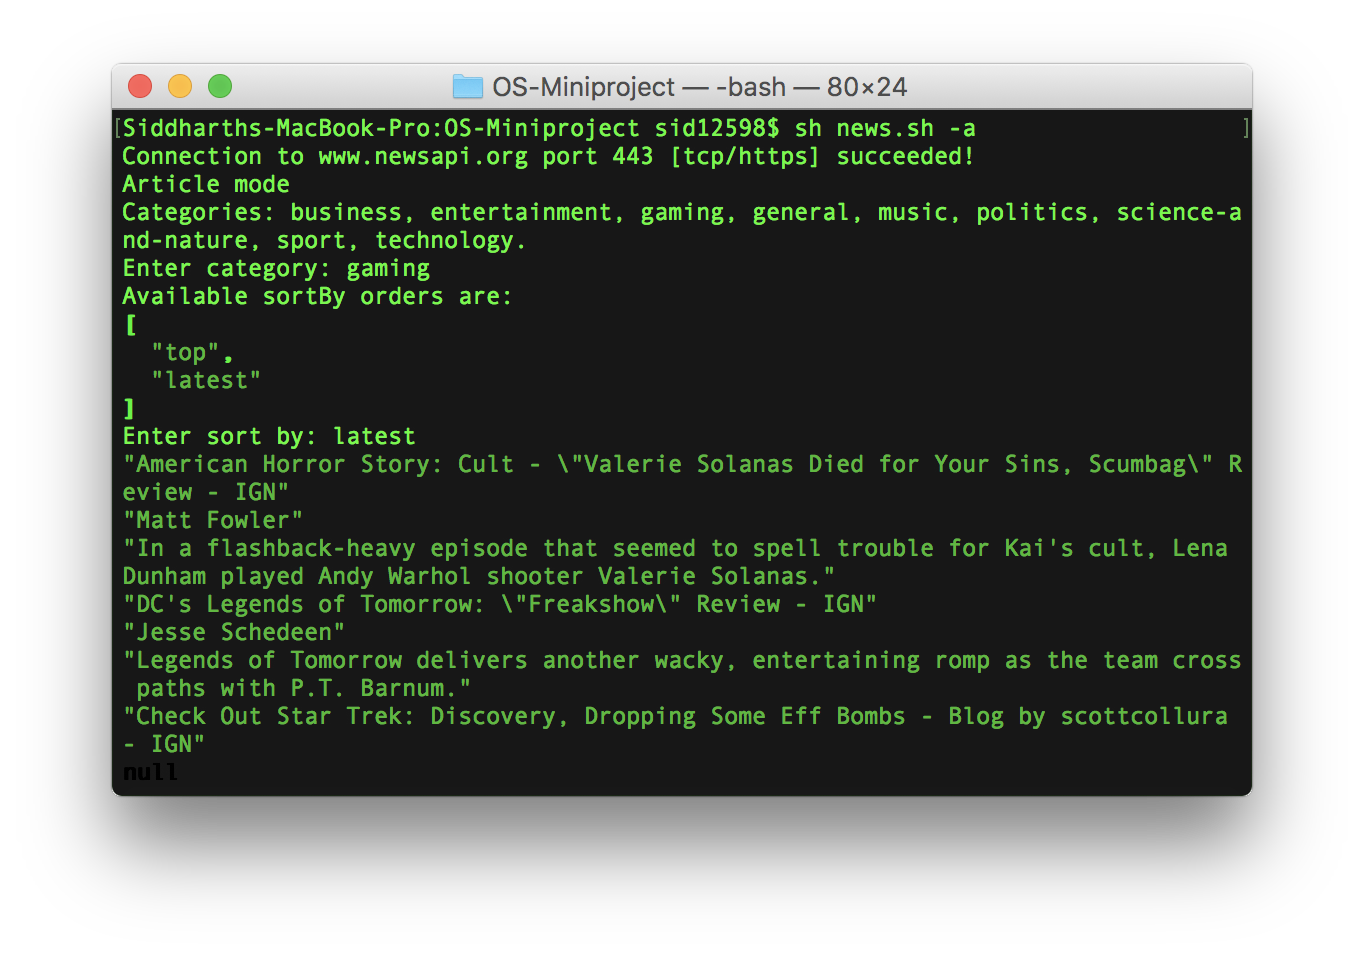 OS-Miniproject — -bash — 80×24
[Siddharths-MacBook-Pro:OS-Miniproject sid12598$ sh news.sh -a ]
Connection to www.newsapi.org port 443 [tcp/https] succeeded!
Article mode
Categories: business, entertainment, gaming, general, music, politics, science-a
nd-nature, sport, technology.
Enter category: gaming
Available sortBy orders are:
[
  "top",
  "latest"
]
Enter sort by: latest
"American Horror Story: Cult - \"Valerie Solanas Died for Your Sins, Scumbag\" R
eview - IGN"
"Matt Fowler"
"In a flashback-heavy episode that seemed to spell trouble for Kai's cult, Lena
Dunham played Andy Warhol shooter Valerie Solanas."
"DC's Legends of Tomorrow: \"Freakshow\" Review - IGN"
"Jesse Schedeen"
"Legends of Tomorrow delivers another wacky, entertaining romp as the team cross
 paths with P.T. Barnum."
"Check Out Star Trek: Discovery, Dropping Some Eff Bombs - Blog by scottcollura
- IGN"
null